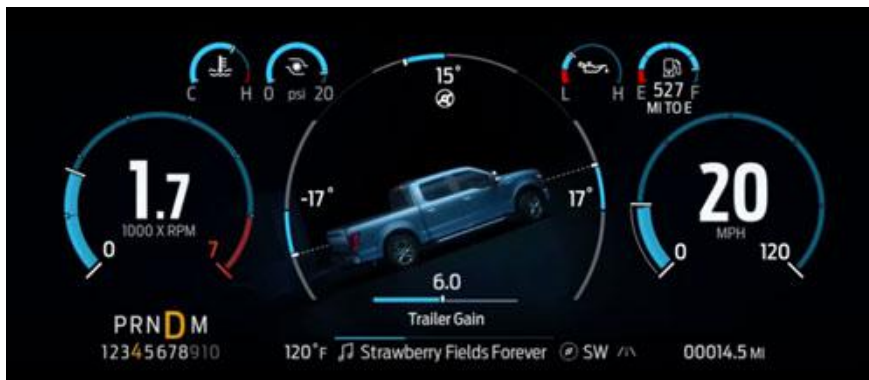 C H
0 psi 20
15°
L H
E 527 F
MI TO E
1.7
1000 X RPM
0 7
-17°
17°
20
MPH
0 120
6.0
Trailer Gain
PRNDM
12345678910
120°F Strawberry Fields Forever SW
00014.5 MI